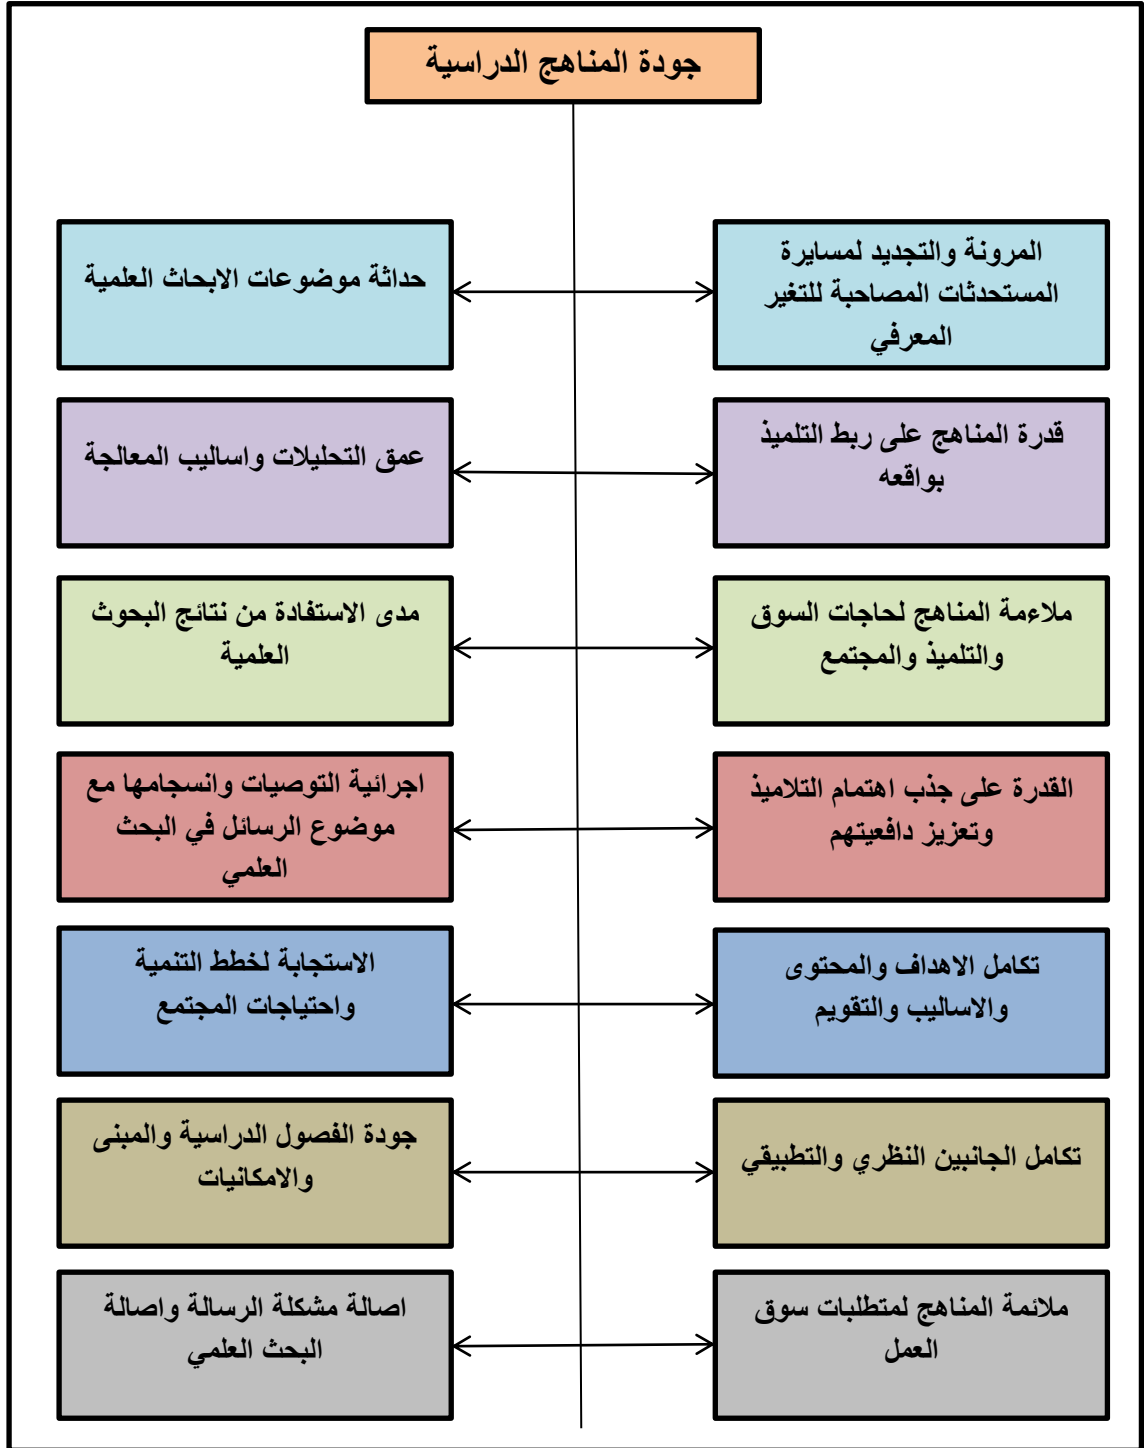 جودة المناهج الدراسية
المرونة والتجديد لمسايرة
المستحدثات المصاحبة للتغير
المعرفي
حداثة موضوعات الابحاث العلمية
قدرة المناهج على ربط التلميذ
بواقعه
عمق التحليلات واساليب المعالجة
ملاءمة المناهج لحاجات السوق
والتلميذ والمجتمع
مدى الاستفادة من نتائج البحوث
العلمية
القدرة على جذب اهتمام التلاميذ
وتعزيز دافعيتهم
اجرائية التوصيات وانسجامها مع
موضوع الرسائل في البحث
العلمي
تكامل الاهداف والمحتوى
والاساليب والتقويم
الاستجابة لخطط التنمية
واحتياجات المجتمع
تكامل الجانبين النظري والتطبيقي
جودة الفصول الدراسية والمبنى
والامكانيات
ملائمة المناهج لمتطلبات سوق
العمل
اصالة مشكلة الرسالة واصالة
البحث العلمي